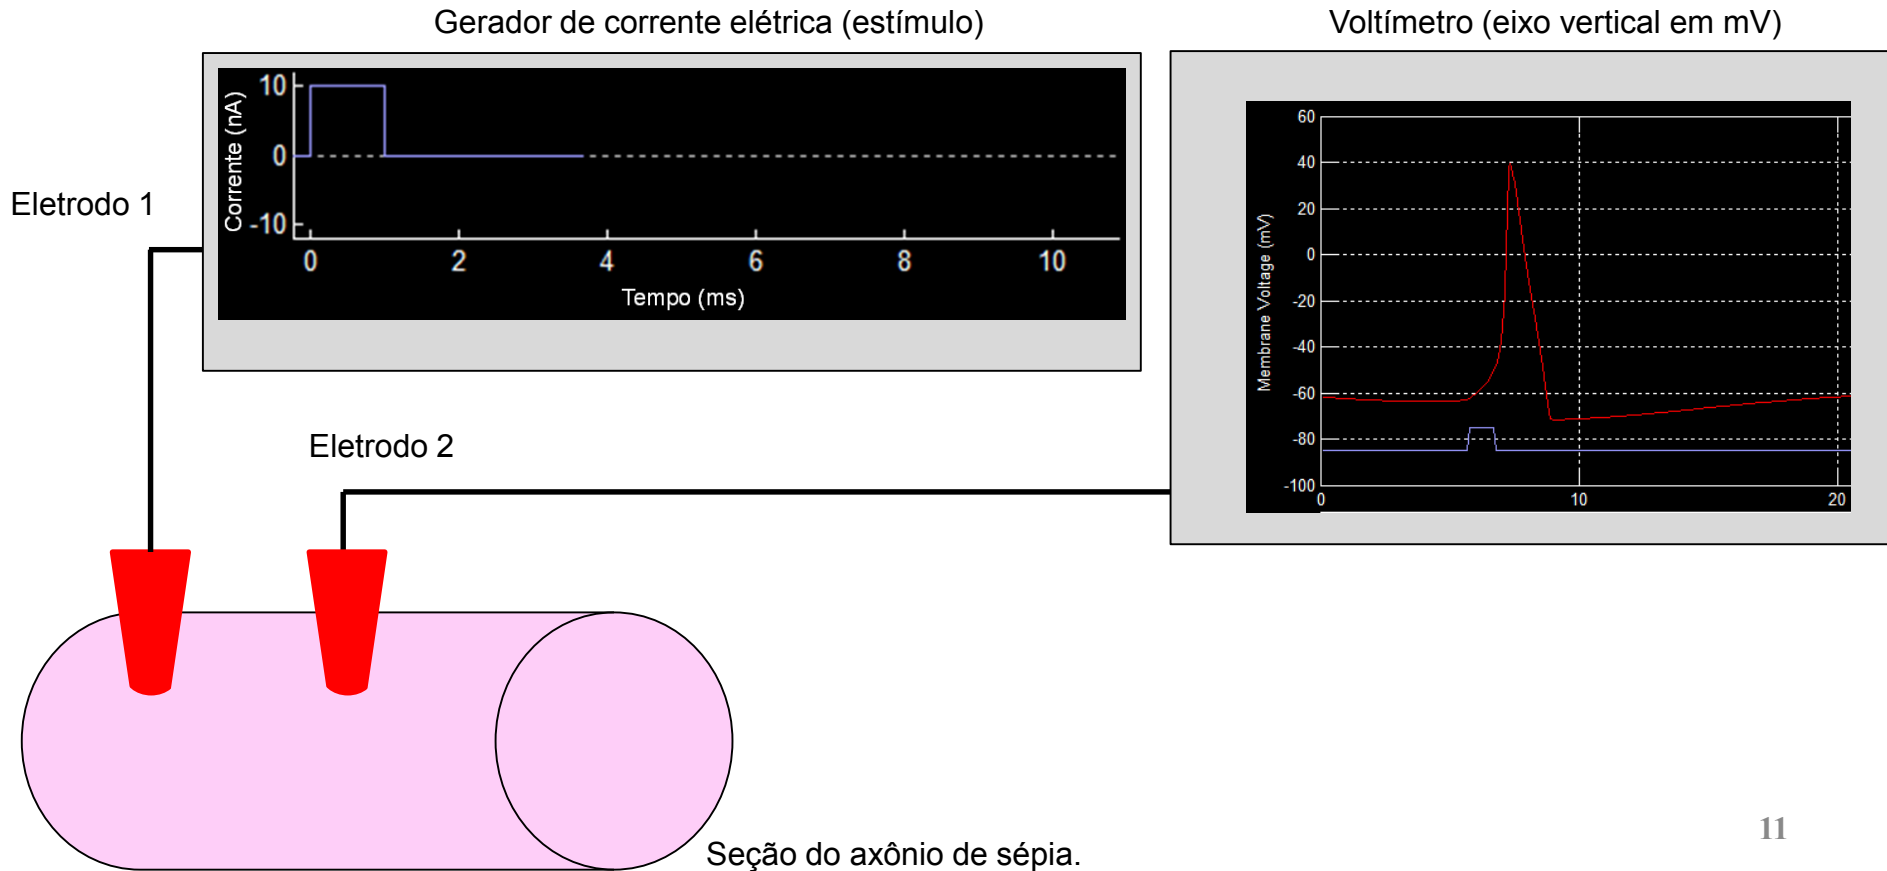 Gerador de corrente elétrica (estímulo)
Voltímetro (eixo vertical em mV)
Corrente (nA)
10
0
-10
0 2 4 6 8 10
Tempo (ms)
Membrane Voltage (mV)
60
40
20
0
-20
-40
-60
-80
-100
0 10 20
Eletrodo 1
Eletrodo 2
Seção do axônio de sépia.
11